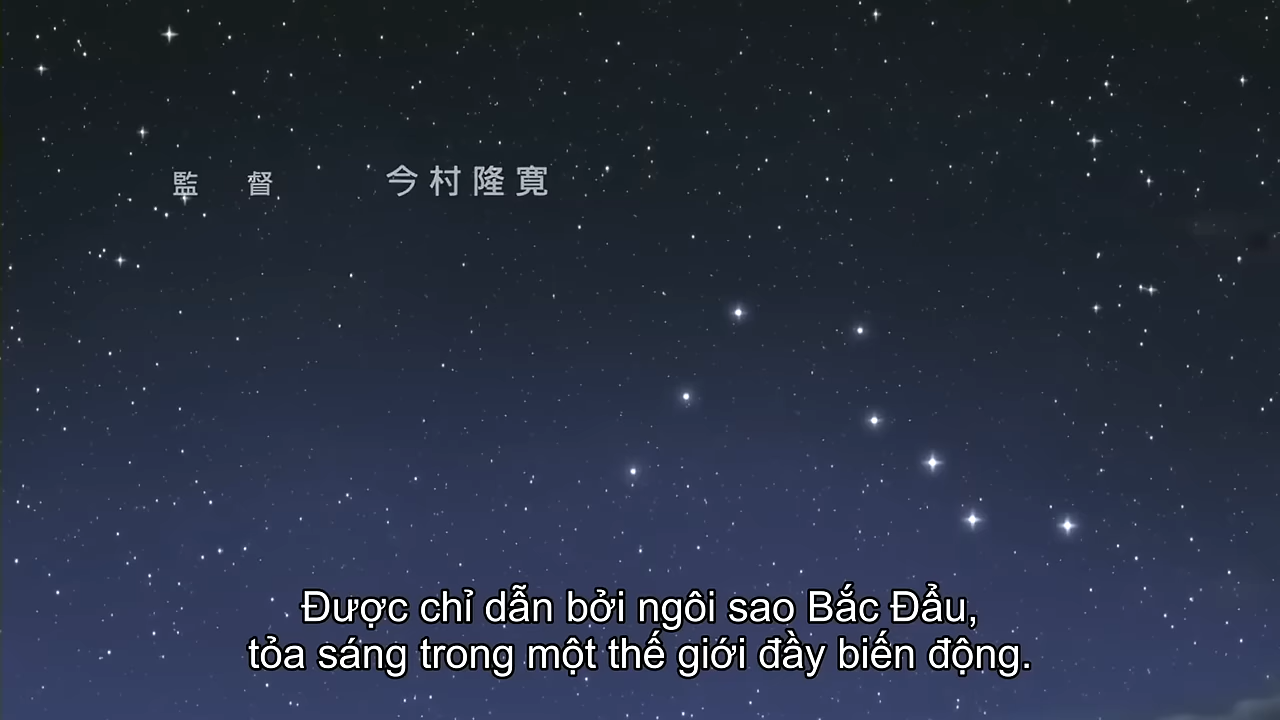 監督 今村隆寛
Được chỉ dẫn bởi ngôi sao Bắc Đẩu,
tỏa sáng trong một thế giới đầy biến động.